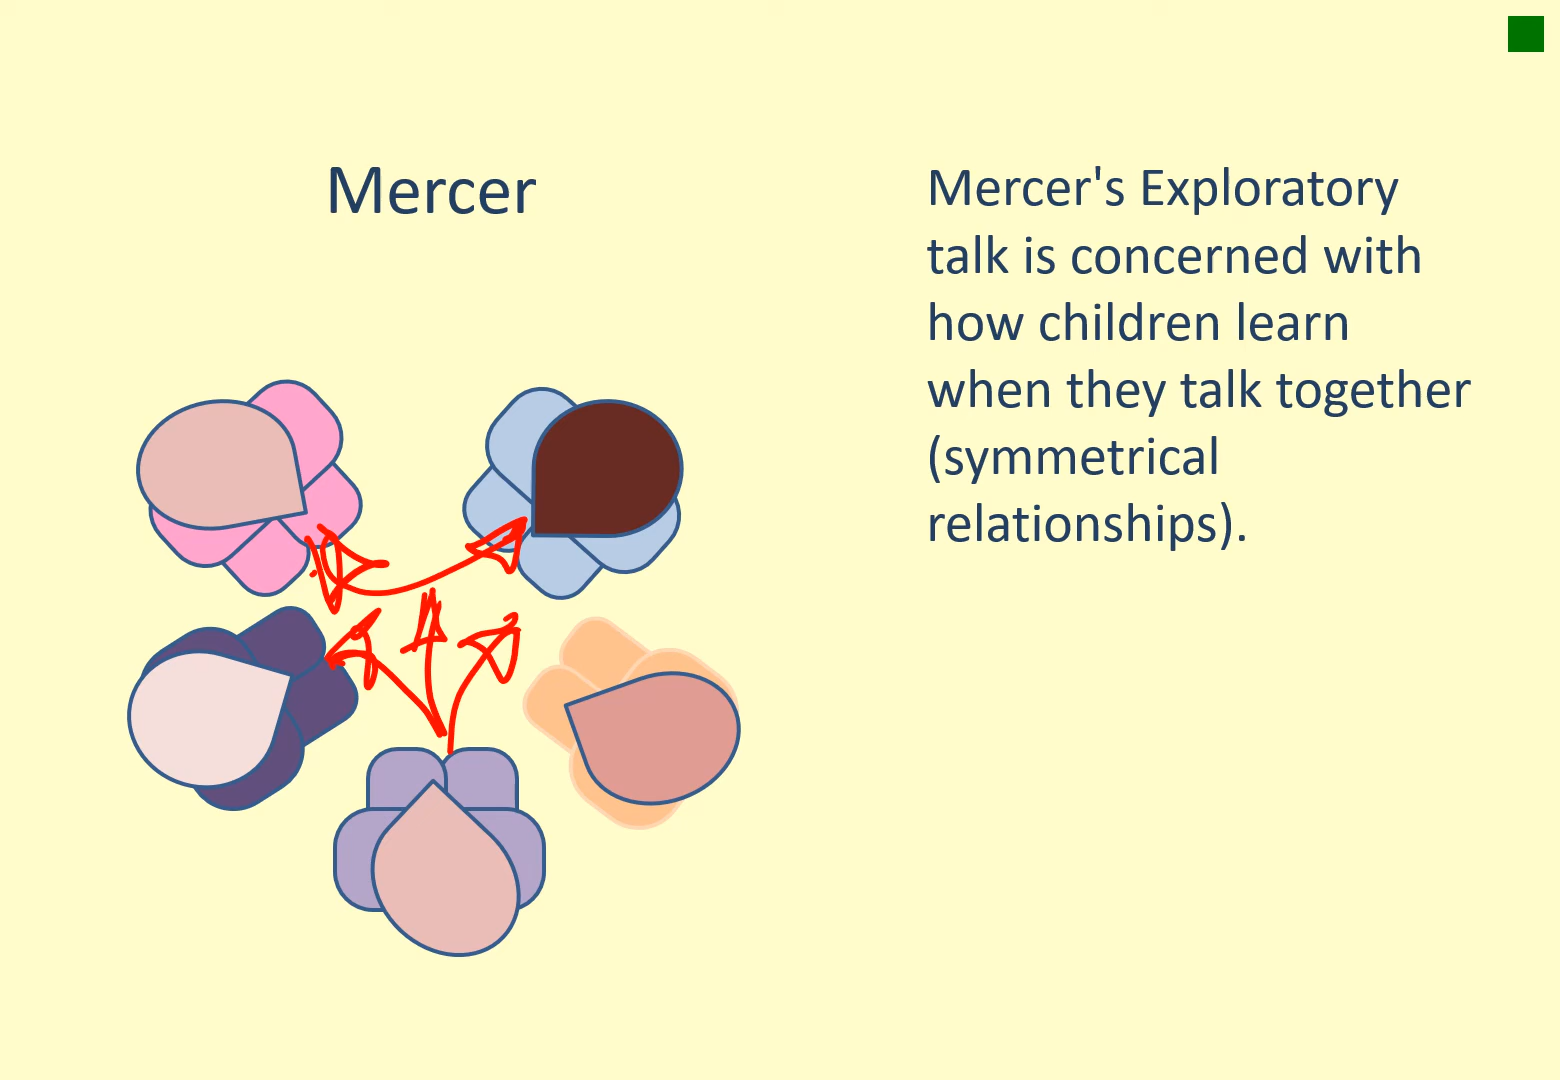 Mercer
Mercer's Exploratory
talk is concerned with
how children learn
when they talk together
(symmetrical
relationships).